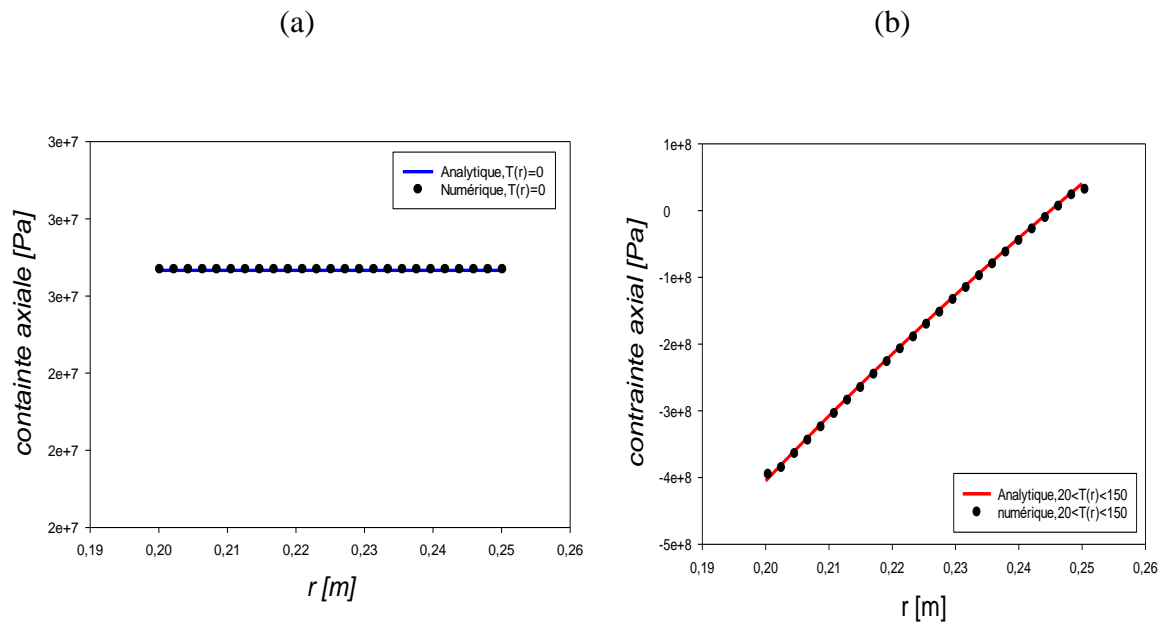 (a)
(b)
3e+7
3e+7
3e+7
2e+7
2e+7
2e+7
containte axiale [Pa]
0,19 0,20 0,21 0,22 0,23 0,24 0,25 0,26
r [m]
Analytique,T(r)=0
Numérique,T(r)=0
1e+8
0
-1e+8
-2e+8
-3e+8
-4e+8
-5e+8
contrainte axial [Pa]
0,19 0,20 0,21 0,22 0,23 0,24 0,25 0,26
r [m]
Analytique,20<T(r)<150
numérique,20<T(r)<150